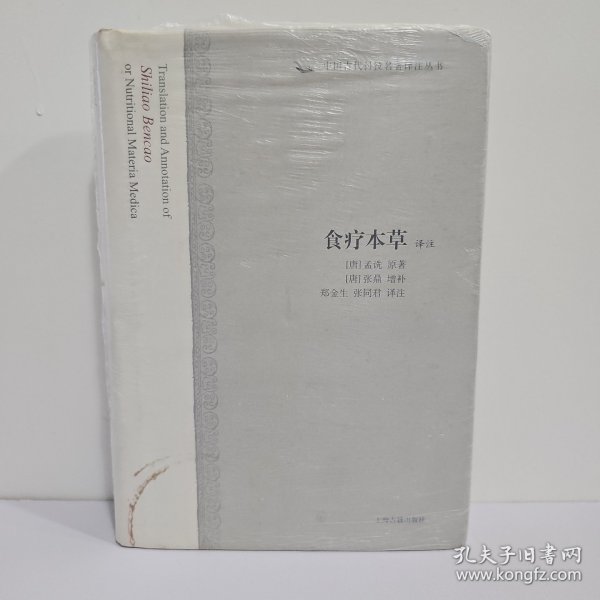 中国古代科技名著译注丛书
Translation and Annotation of
Shiliao Bencao
or Nutritional Materia Medica
食疗本草 译注
[唐]孟诜 原著
[唐]张鼎 增补
郑金生 张同君 译注
上海古籍出版社
孔夫子旧书网
www.kongfz.com